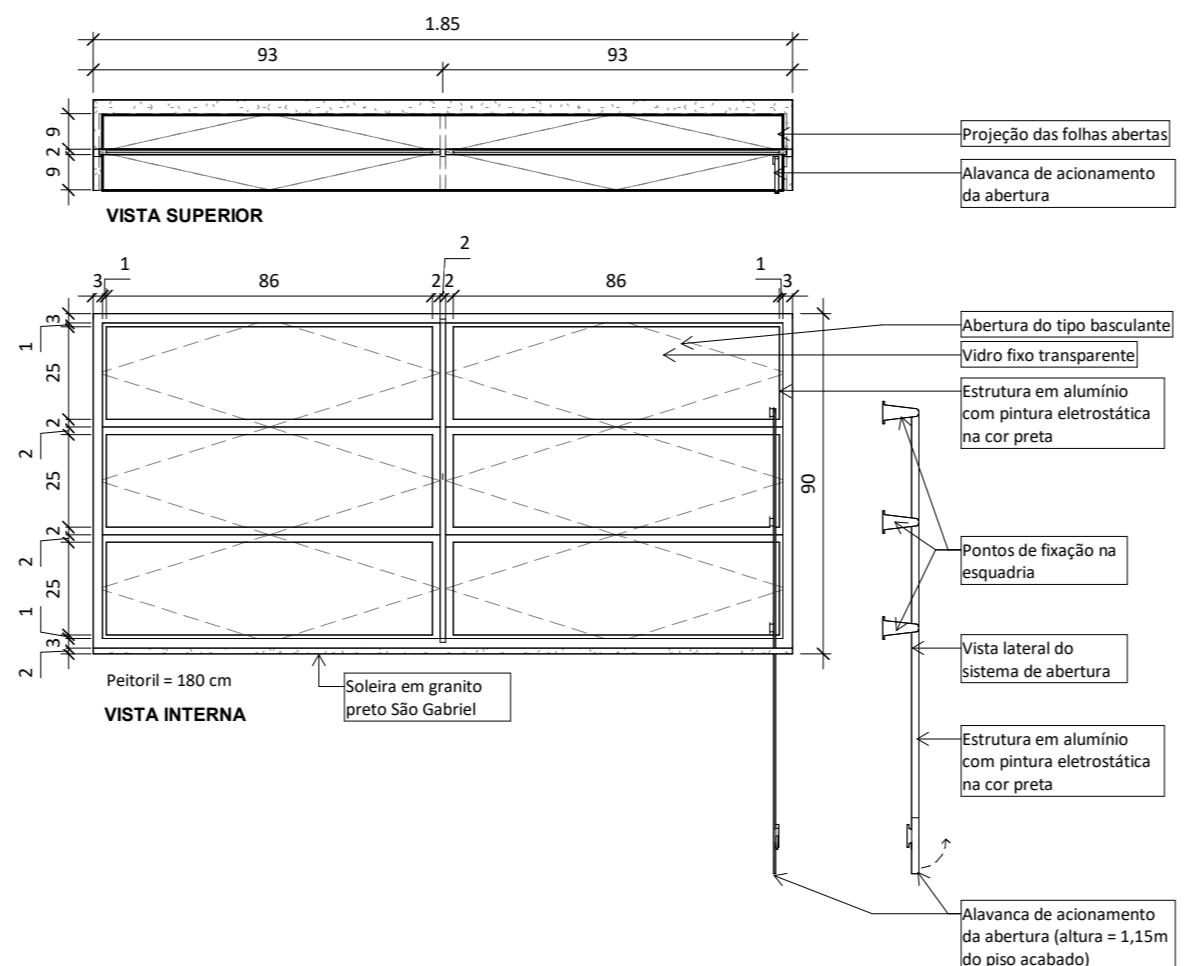 1.85
93 93
9
2
9
Projeção das folhas abertas
Alavanca de acionamento
da abertura
VISTA SUPERIOR
2
1 1
3 86 2 2 86 3
3
1
25
2
2
25
2
2
25
1
3
2
90
Abertura do tipo basculante
Vidro fixo transparente
Estrutura em alumínio
com pintura eletrostática
na cor preta
Pontos de fixação na
esquadria
Vista lateral do
sistema de abertura
Peitoril = 180 cm
Soleira em granito
preto São Gabriel
VISTA INTERNA
Estrutura em alumínio
com pintura eletrostática
na cor preta
Alavanca de acionamento
da abertura (altura = 1,15m
do piso acabado)